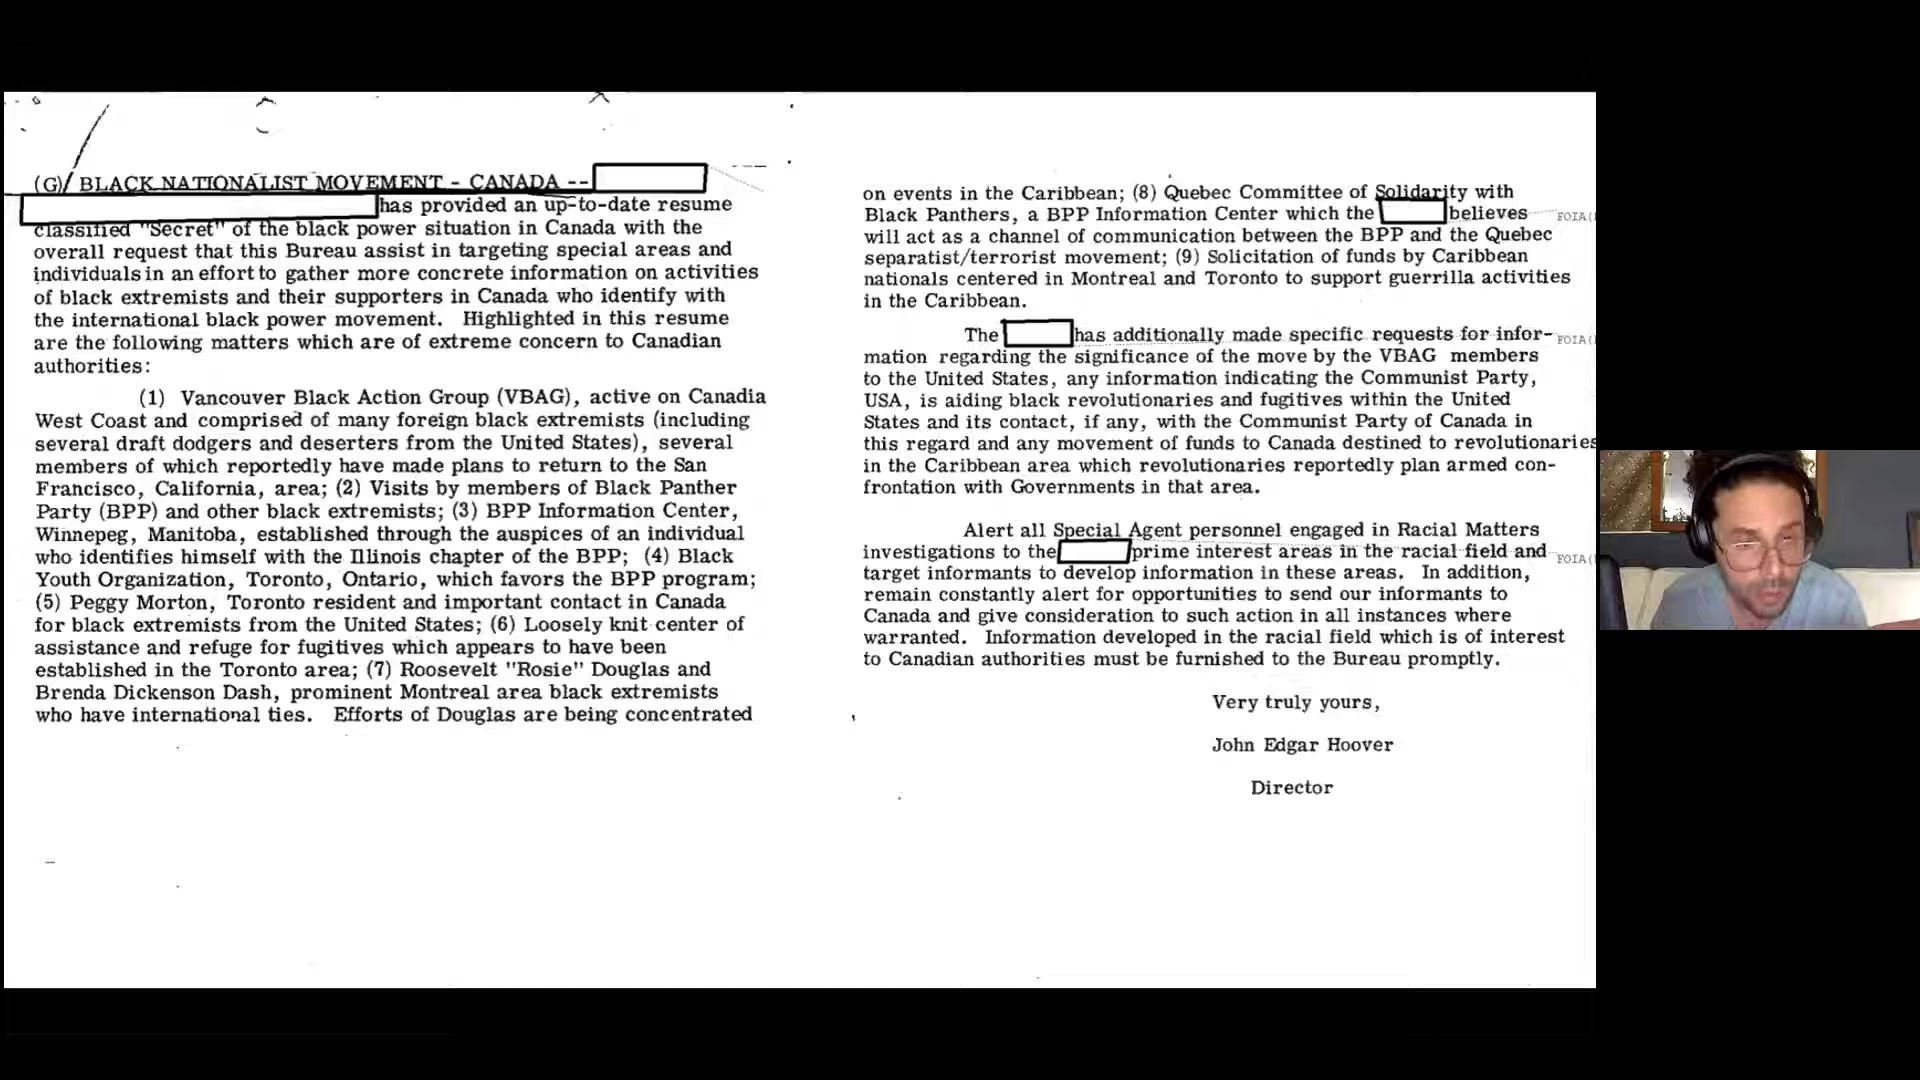 (G) BLACK NATIONALIST MOVEMENT - CANADA --
has provided an up-to-date resume
classified "Secret" of the black power situation in Canada with the
overall request that this Bureau assist in targeting special areas and
individuals in an effort to gather more concrete information on activities
of black extremists and their supporters in Canada who identify with
the international black power movement. Highlighted in this resume
are the following matters which are of extreme concern to Canadian
authorities:
(1) Vancouver Black Action Group (VBAG), active on Canadia
West Coast and comprised of many foreign black extremists (including
several draft dodgers and deserters from the United States), several
members of which reportedly have made plans to return to the San
Francisco, California, area; (2) Visits by members of Black Panther
Party (BPP) and other black extremists; (3) BPP Information Center,
Winnepeg, Manitoba, established through the auspices of an individual
who identifies himself with the Illinois chapter of the BPP; (4) Black
Youth Organization, Toronto, Ontario, which favors the BPP program;
(5) Peggy Morton, Toronto resident and important contact in Canada
for black extremists from the United States; (6) Loosely knit center of
assistance and refuge for fugitives which appears to have been
established in the Toronto area; (7) Roosevelt "Rosie" Douglas and
Brenda Dickenson Dash, prominent Montreal area black extremists
who have international ties. Efforts of Douglas are being concentrated
on events in the Caribbean; (8) Quebec Committee of Solidarity with
Black Panthers, a BPP Information Center which the believes FOIA(
will act as a channel of communication between the BPP and the Quebec
separatist/terrorist movement; (9) Solicitation of funds by Caribbean
nationals centered in Montreal and Toronto to support guerrilla activities
in the Caribbean.
The has additionally made specific requests for infor- FOIA(
mation regarding the significance of the move by the VBAG members
to the United States, any information indicating the Communist Party,
USA, is aiding black revolutionaries and fugitives within the United
States and its contact, if any, with the Communist Party of Canada in
this regard and any movement of funds to Canada destined to revolutionaries
in the Caribbean area which revolutionaries reportedly plan armed con-
frontation with Governments in that area.
Alert all Special Agent personnel engaged in Racial Matters
investigations to the prime interest areas in the racial field and FOIA(
target informants to develop information in these areas. In addition,
remain constantly alert for opportunities to send our informants to
Canada and give consideration to such action in all instances where
warranted. Information developed in the racial field which is of interest
to Canadian authorities must be furnished to the Bureau promptly.
Very truly yours,
John Edgar Hoover
Director